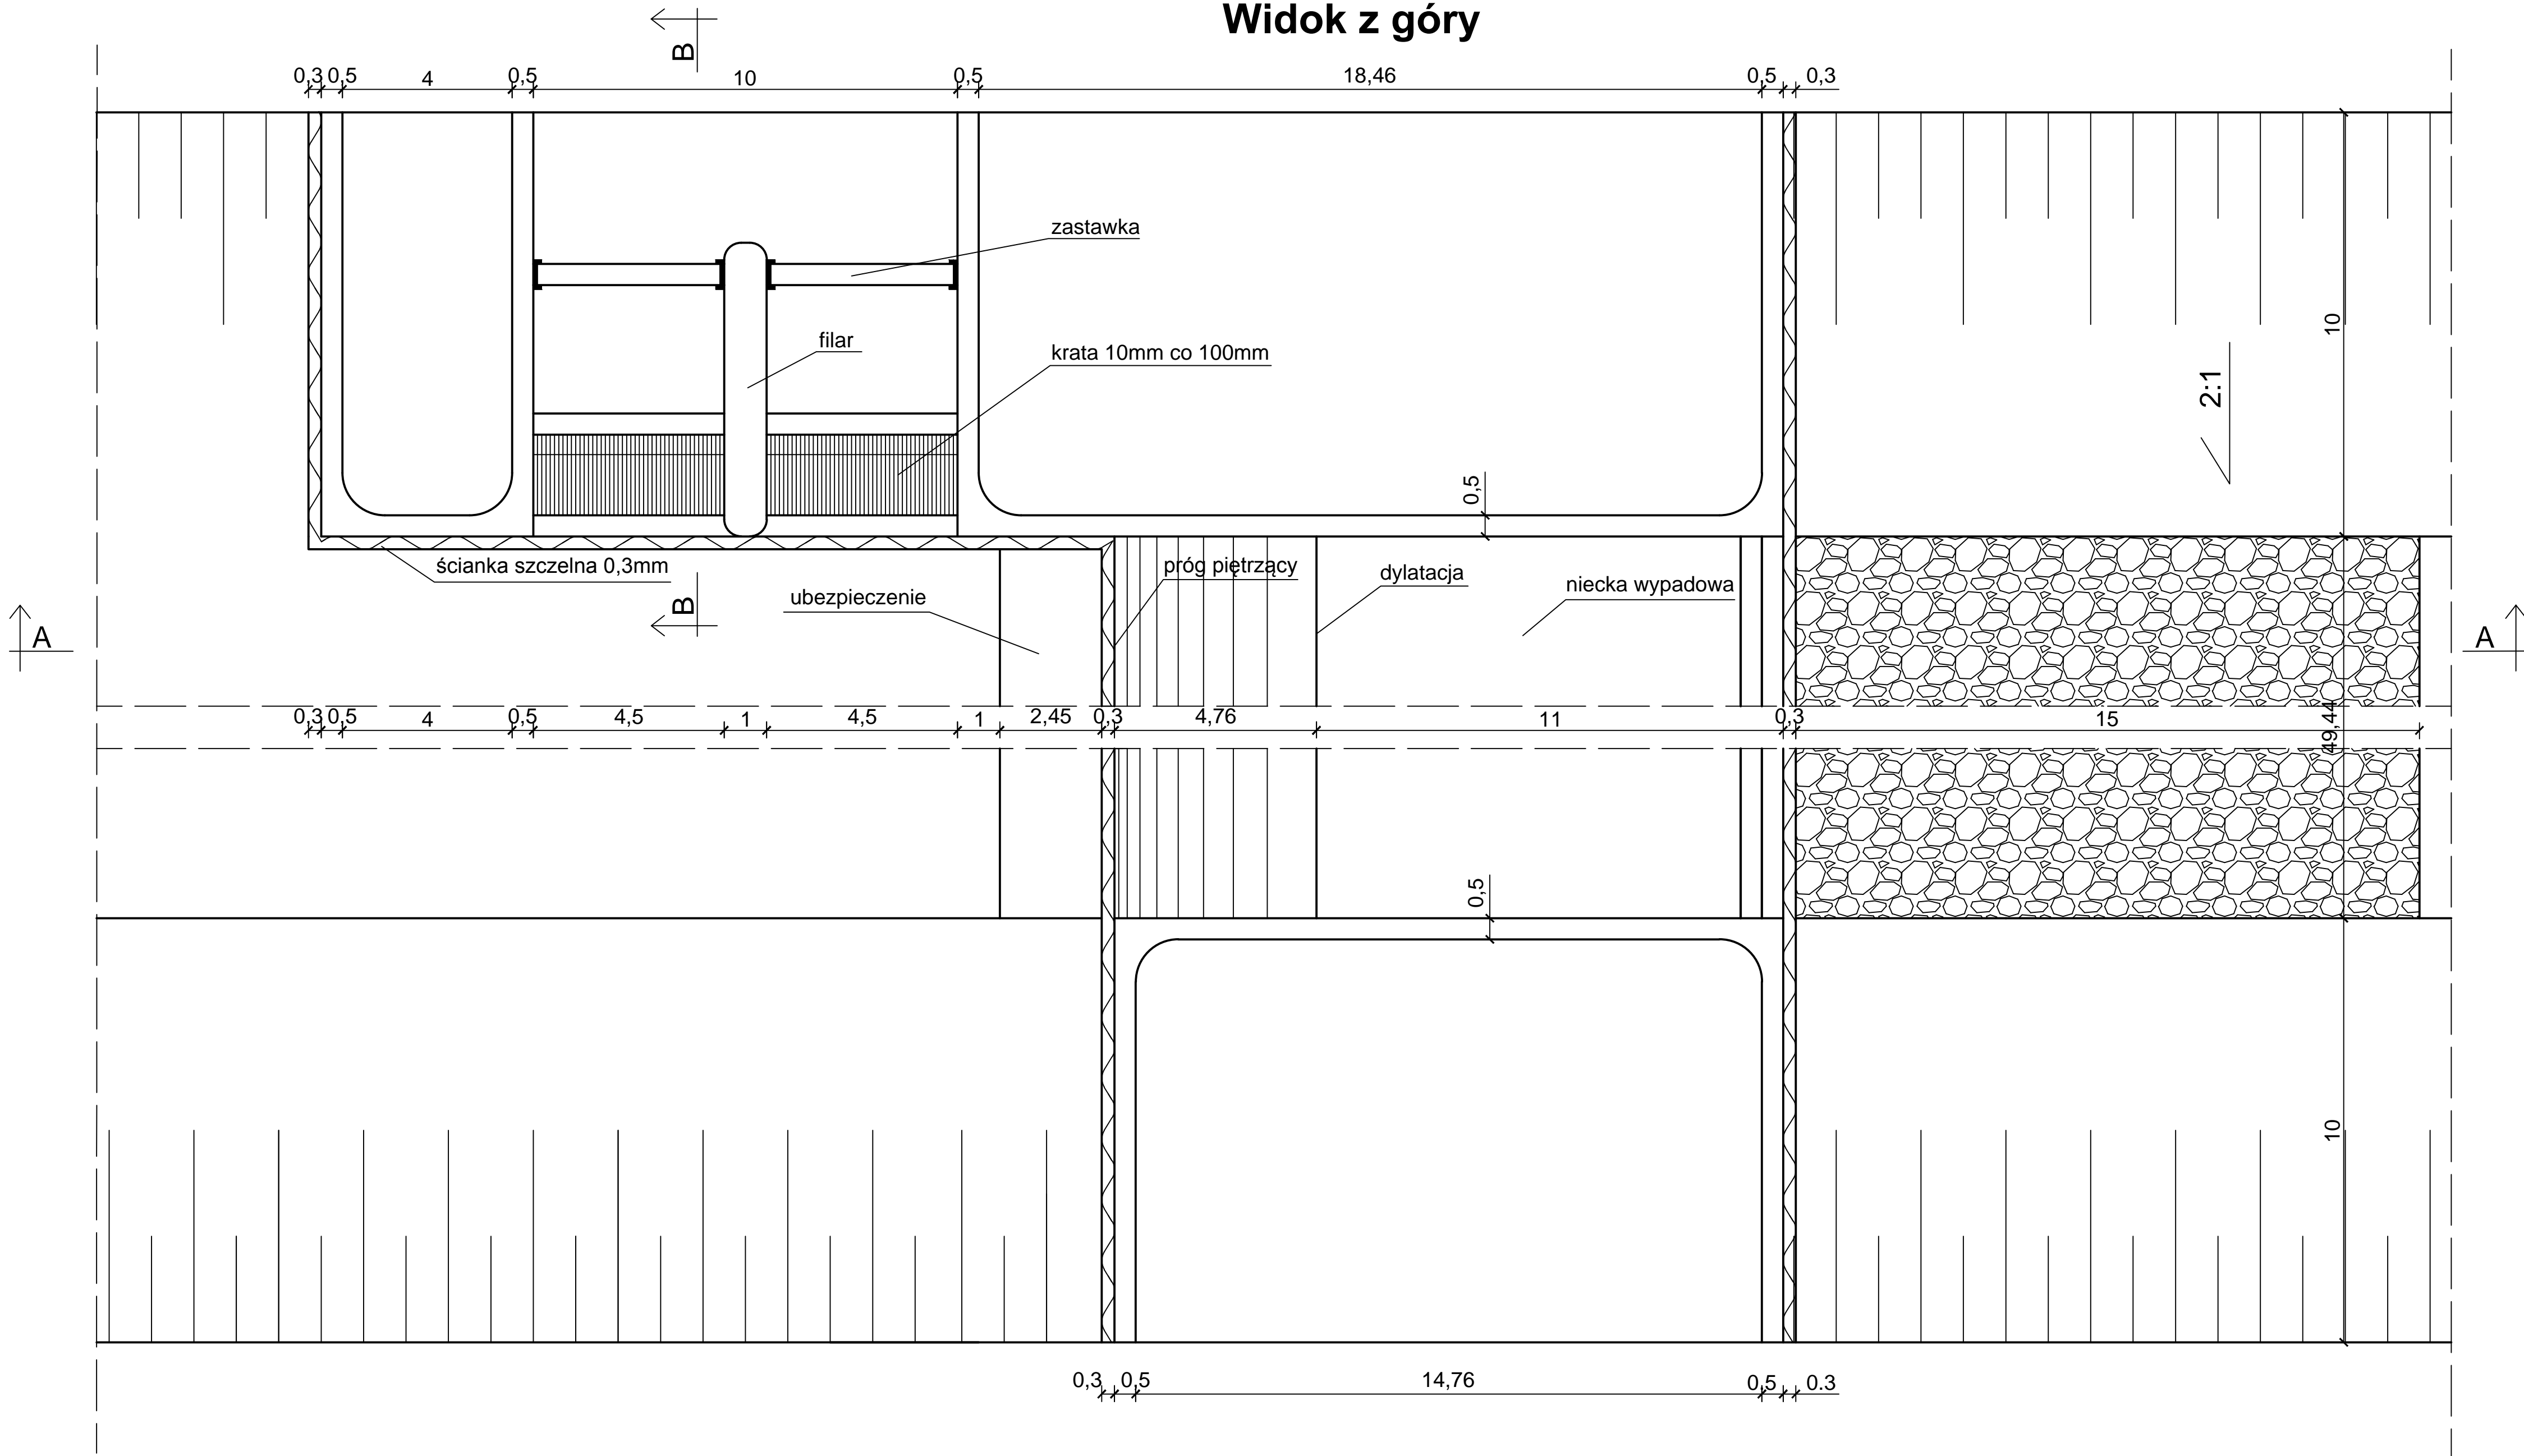 Widok z góry
B
0,3 0,5 4 0,5 10 0,5 18,46 0,5 0,3
zastawka
filar
krata 10mm co 100mm
10
2:1
0,5
ścianka szczelna 0,3mm
próg piętrzący
dylatacja
niecka wypadowa
ubezpieczenie
B
A
A
0,3 0,5 4 0,5 4,5 1 4,5 1 2,45 0,3 4,76 11 0,3 15
49,44
0,5
10
0,3 0,5 14,76 0,5 0.3